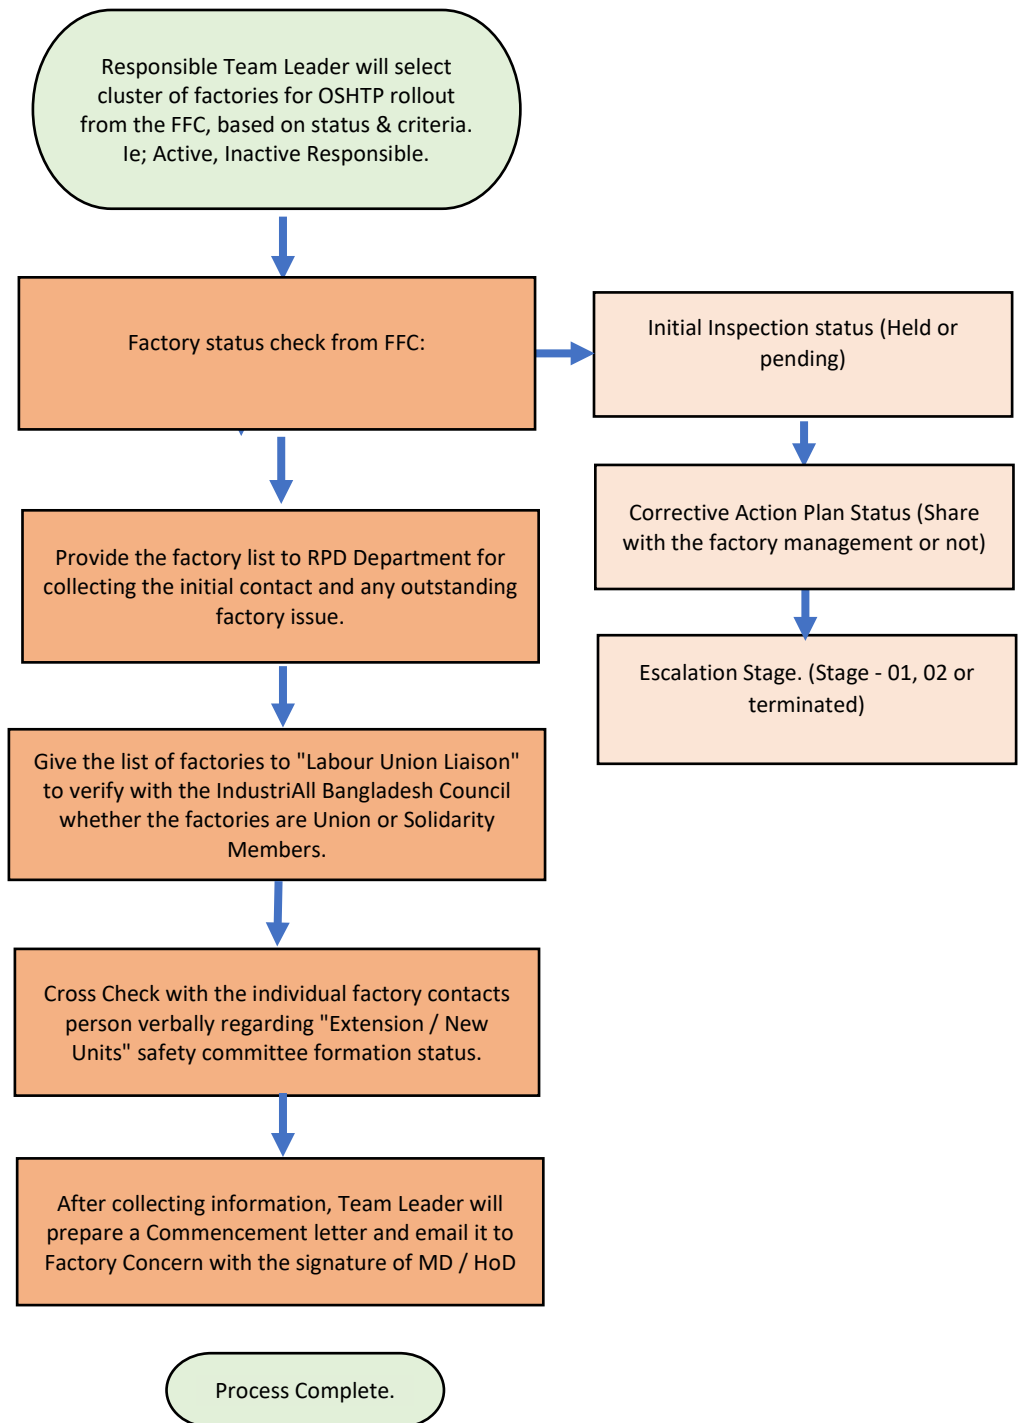 Responsible Team Leader will select
cluster of factories for OSHTP rollout
from the FFC, based on status & criteria.
Ie; Active, Inactive Responsible.
Factory status check from FFC:
Initial Inspection status (Held or
pending)
Corrective Action Plan Status (Share
with the factory management or not)
Escalation Stage. (Stage - 01, 02 or
terminated)
Provide the factory list to RPD Department for
collecting the initial contact and any outstanding
factory issue.
Give the list of factories to "Labour Union Liaison"
to verify with the IndustriAll Bangladesh Council
whether the factories are Union or Solidarity
Members.
Cross Check with the individual factory contacts
person verbally regarding "Extension / New
Units" safety committee formation status.
After collecting information, Team Leader will
prepare a Commencement letter and email it to
Factory Concern with the signature of MD / HoD
Process Complete.